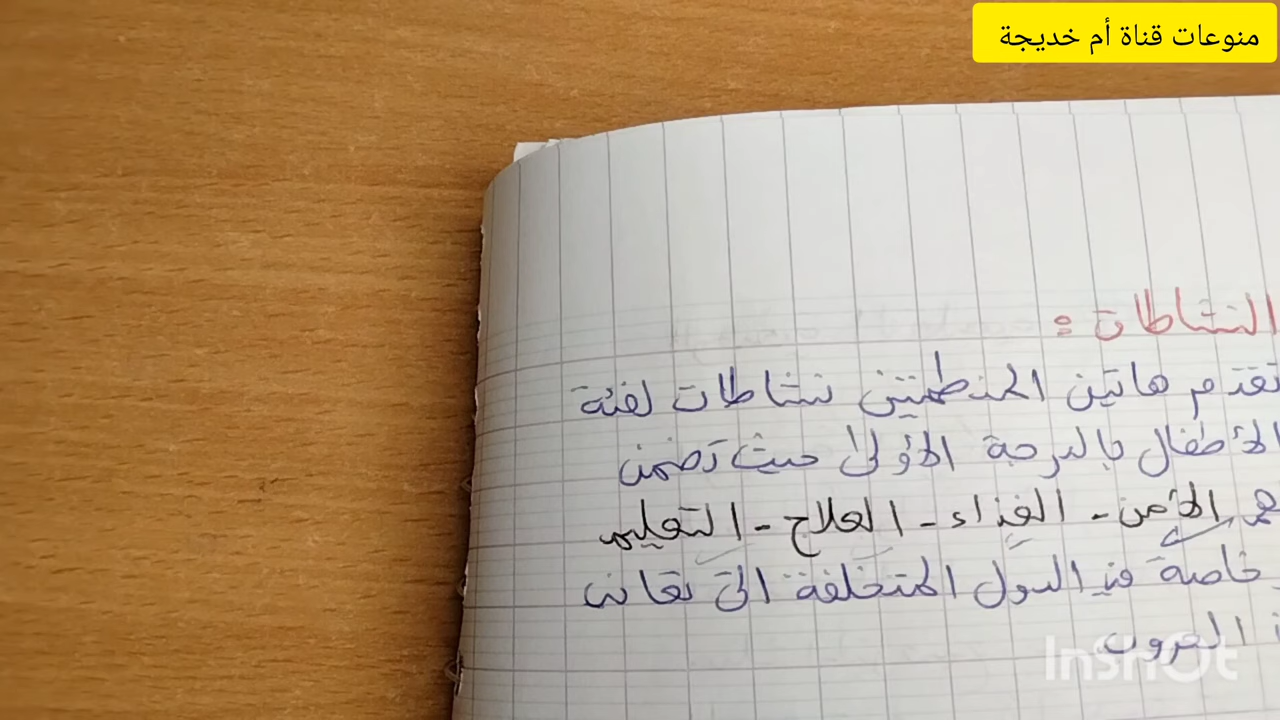 منوعات قناة أم خديجة
النشاطات :
تقدم هاتين المنظمتين نشاطات لفئة
الأطفال بالدرجة الأولى حيث تضمن
الأمن - الغذاء - العلاج - التعليم
خاصة في الدول المتخلفة التي تعاني
الحروب
InShOt